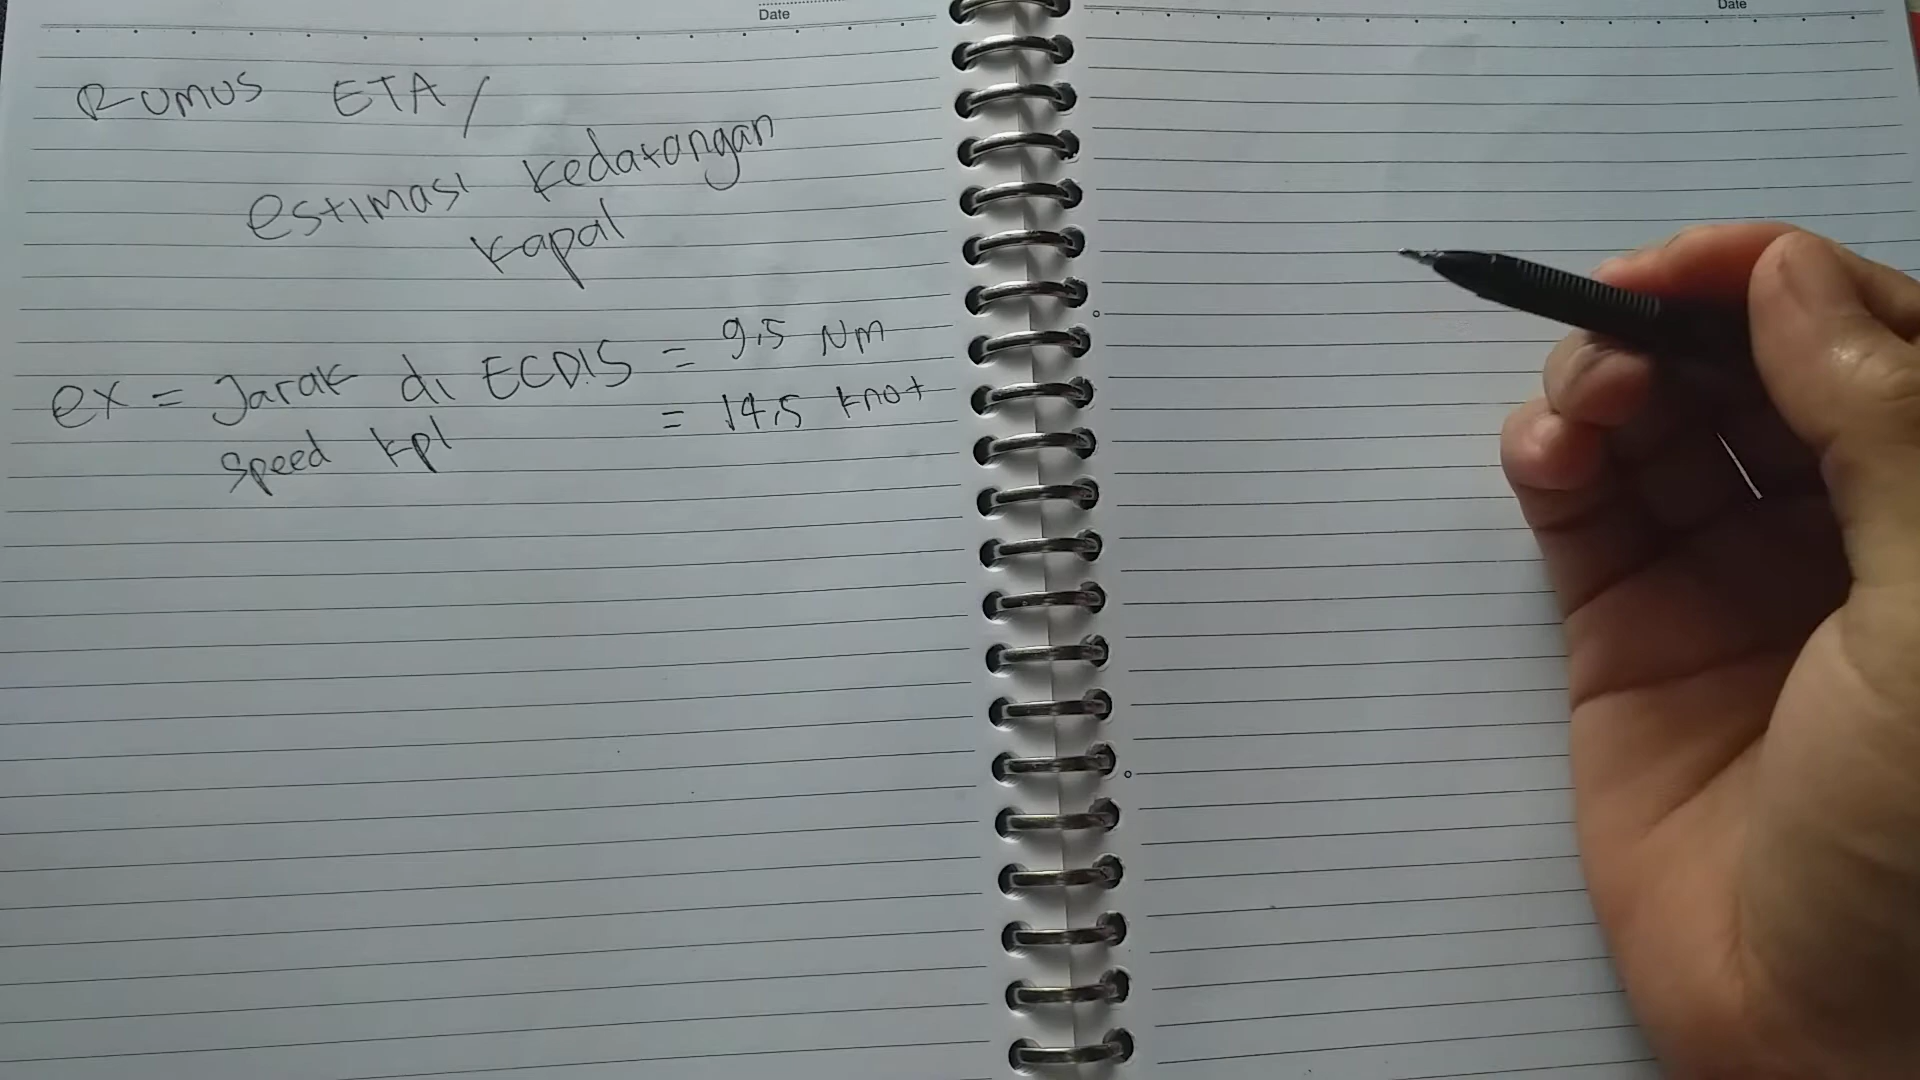 Date
Date
RUMUS ETA/
estimasi kedatangan
kapal
ex = Jarak di ECDIS = 9,5 Nm
speed kpl = 14,5 knot